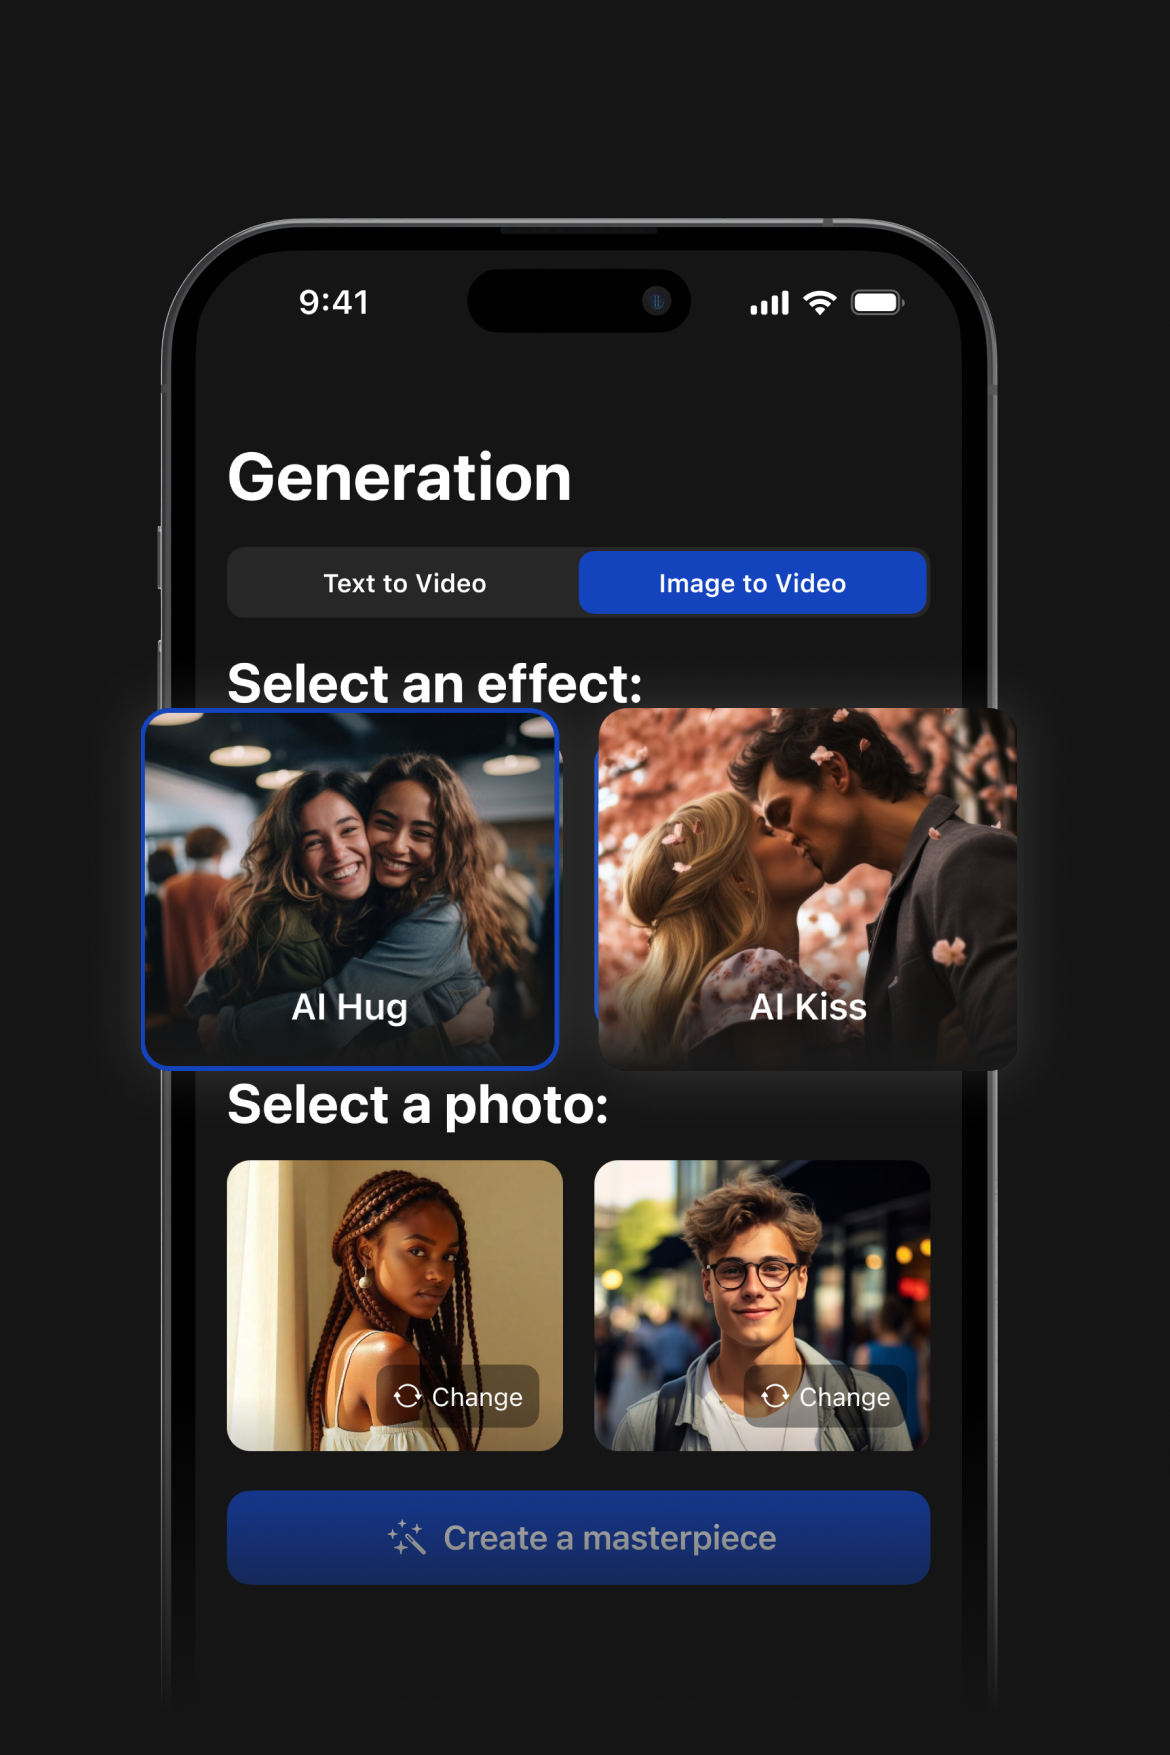 9:41
Generation
Text to Video
Image to Video
Select an effect:
AI Hug
AI Kiss
Select a photo:
Change
Change
Create a masterpiece